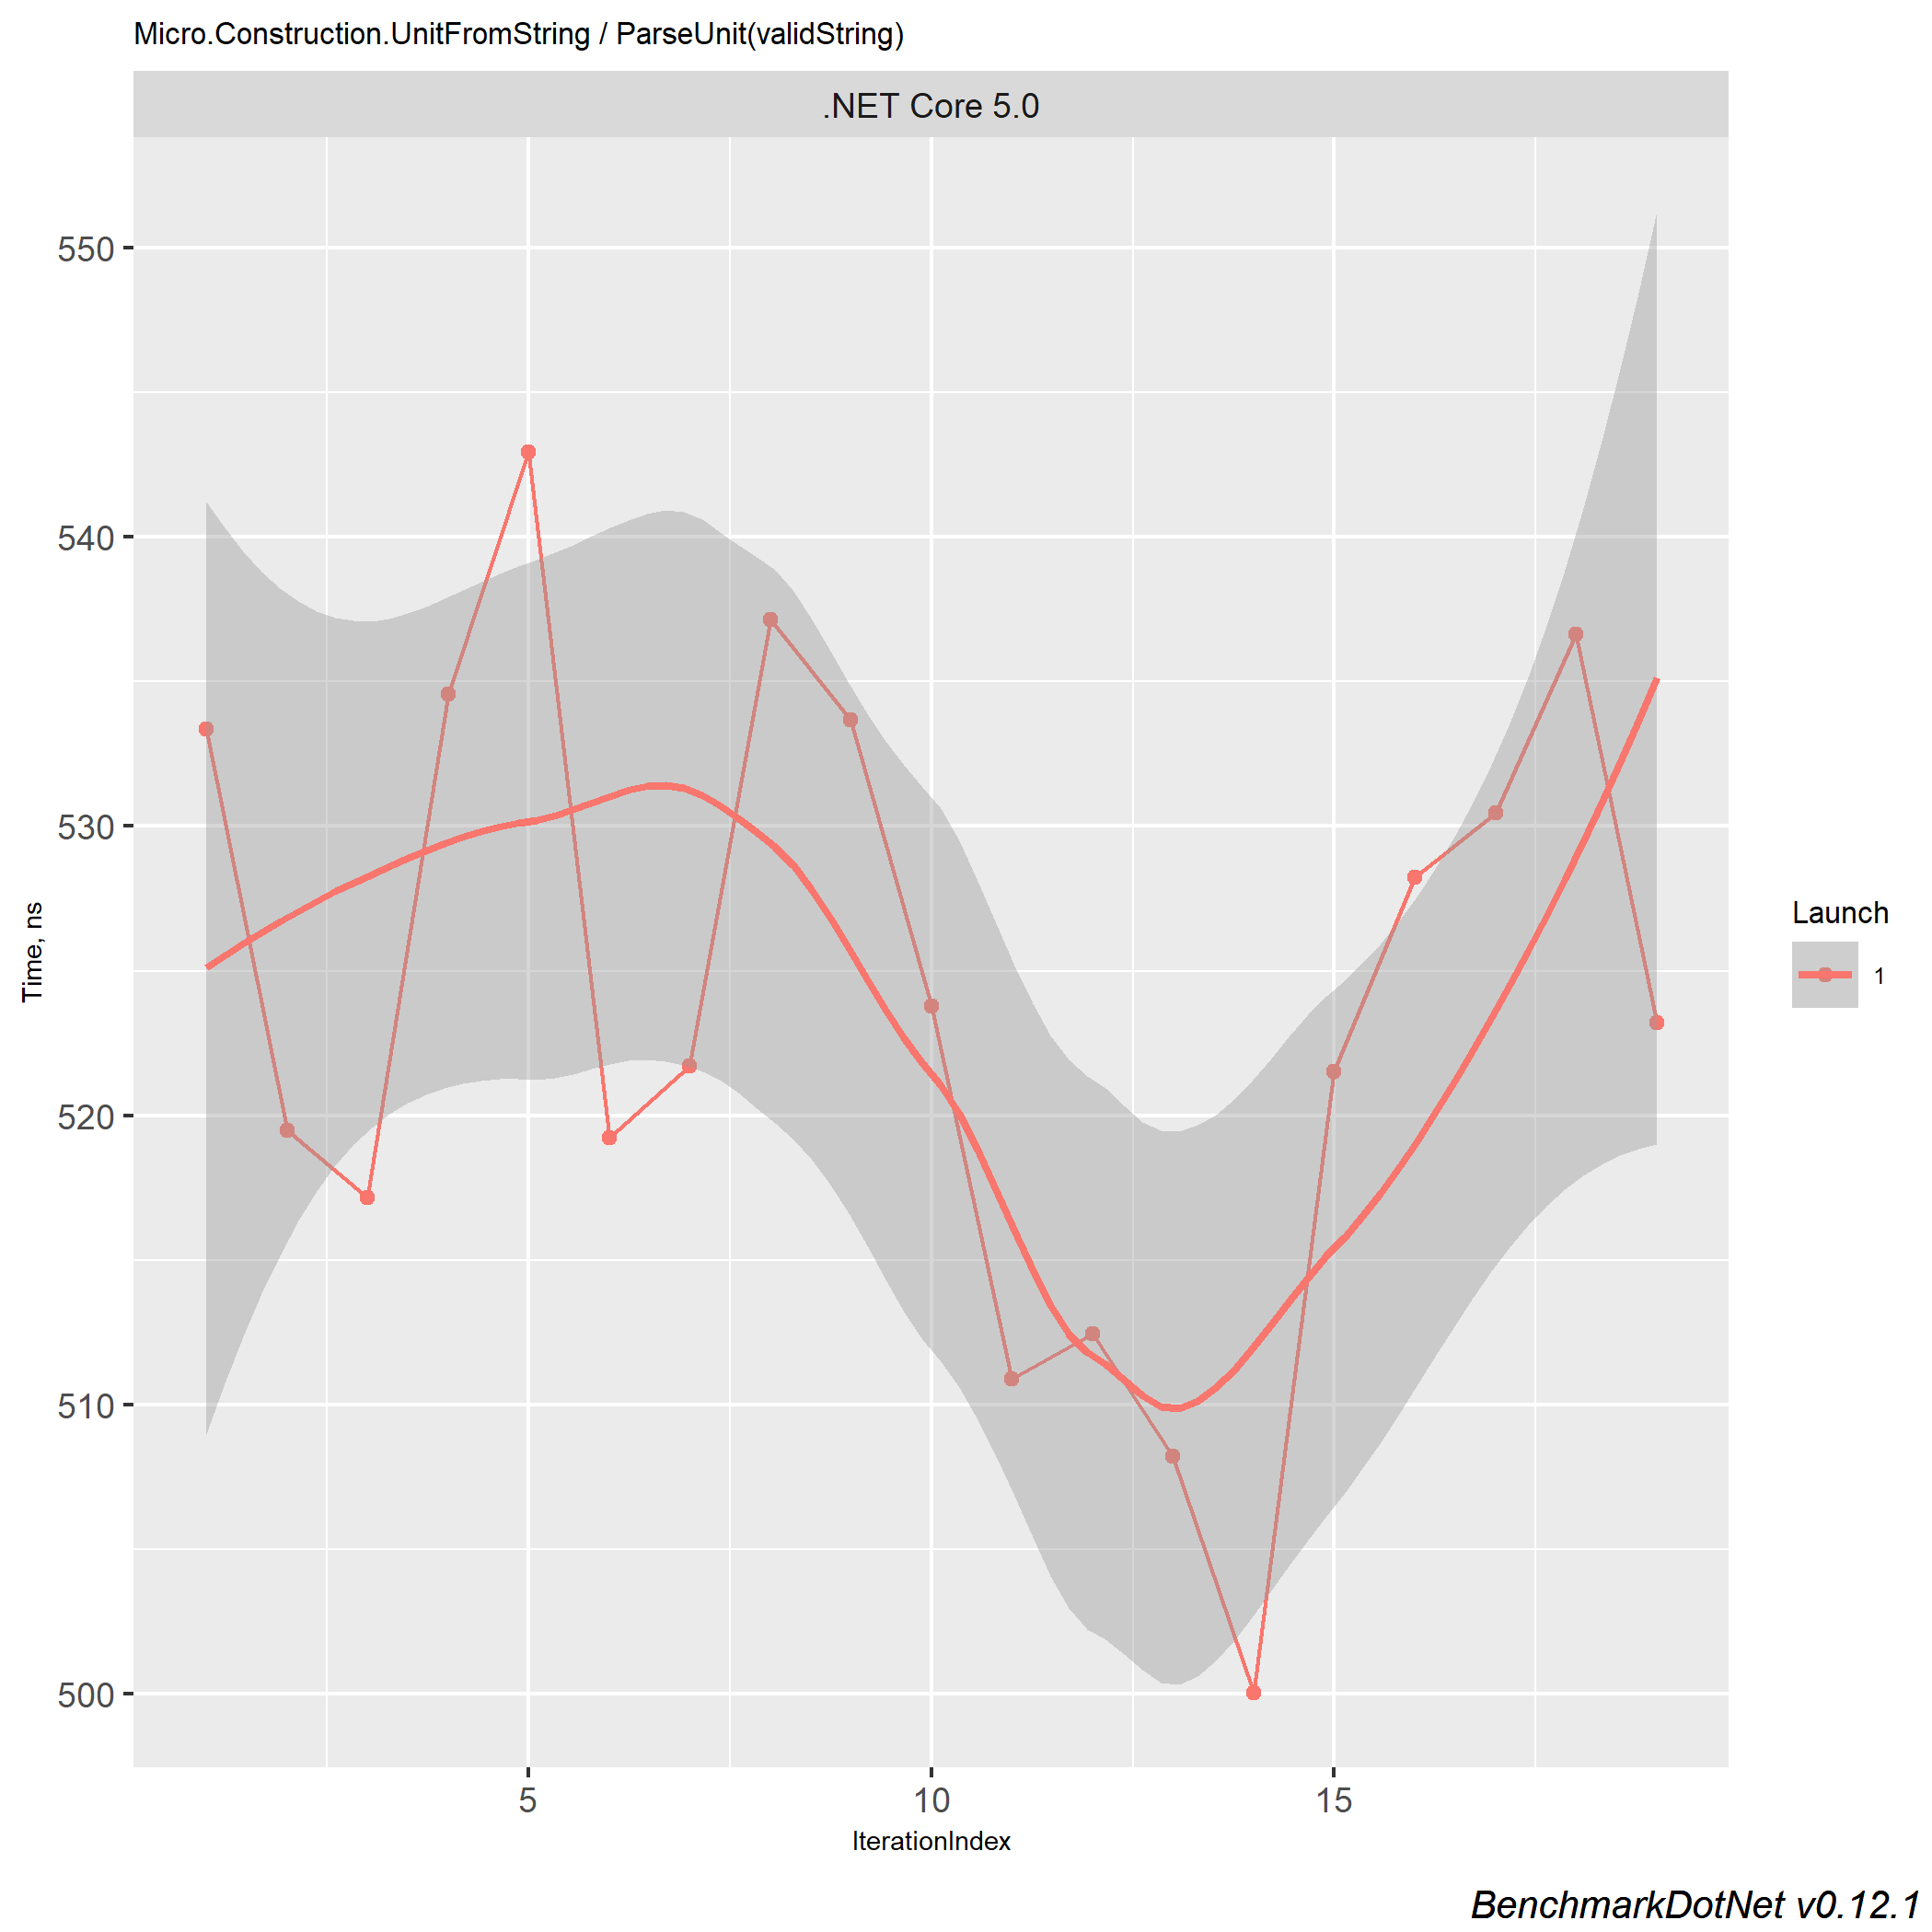 Micro.Construction.UnitFromString / ParseUnit(validString)
.NET Core 5.0
550
540
530
520
510
500
Time, ns
5
10
15
IterationIndex
Launch
1
BenchmarkDotNet v0.12.1